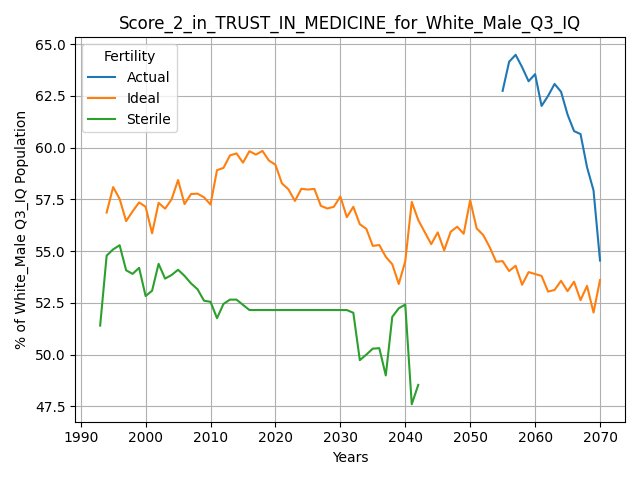 Score_2_in_TRUST_IN_MEDICINE_for_White_Male_Q3_IQ
% of White_Male Q3_IQ Population
65.0
62.5
60.0
57.5
55.0
52.5
50.0
47.5
Fertility
Actual
Ideal
Sterile
1990 2000 2010 2020 2030 2040 2050 2060 2070
Years